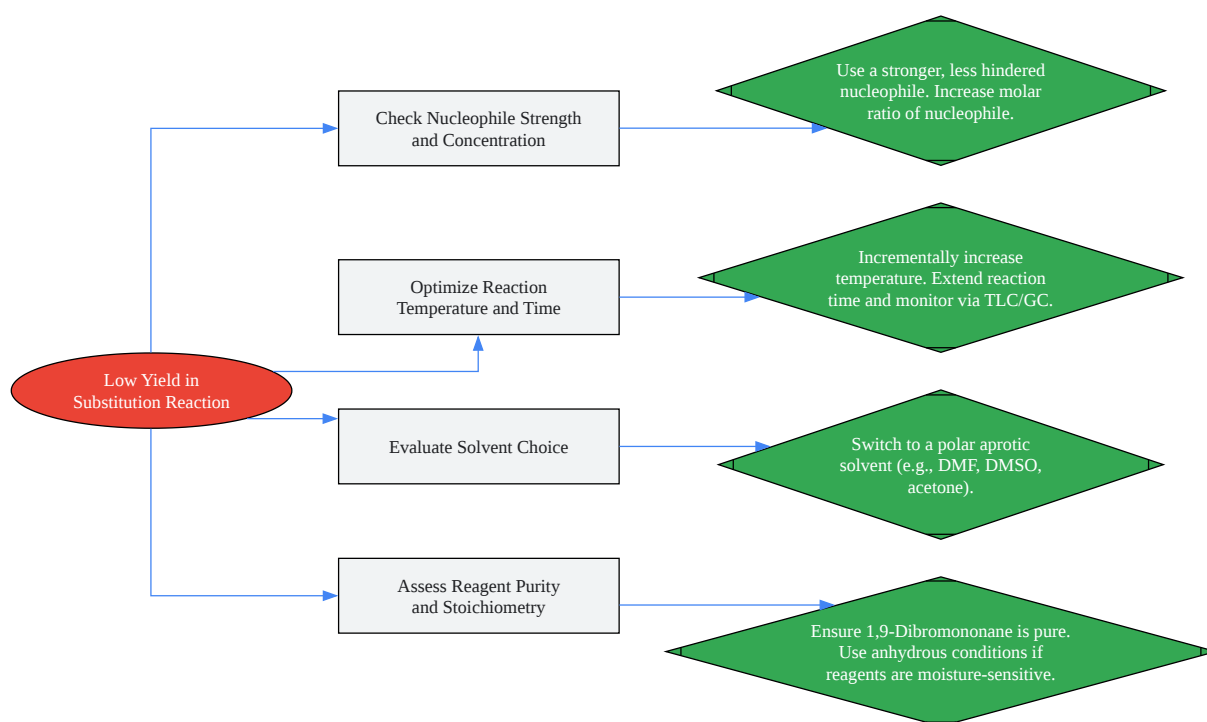 Use a stronger, less hindered
nucleophile. Increase molar
ratio of nucleophile.
Check Nucleophile Strength
and Concentration
Incrementally increase
temperature. Extend reaction
time and monitor via TLC/GC.
Optimize Reaction
Temperature and Time
Low Yield in
Substitution Reaction
Evaluate Solvent Choice
Switch to a polar aprotic
solvent (e.g., DMF, DMSO,
acetone).
Assess Reagent Purity
and Stoichiometry
Ensure 1,9-Dibromononane is pure.
Use anhydrous conditions if
reagents are moisture-sensitive.